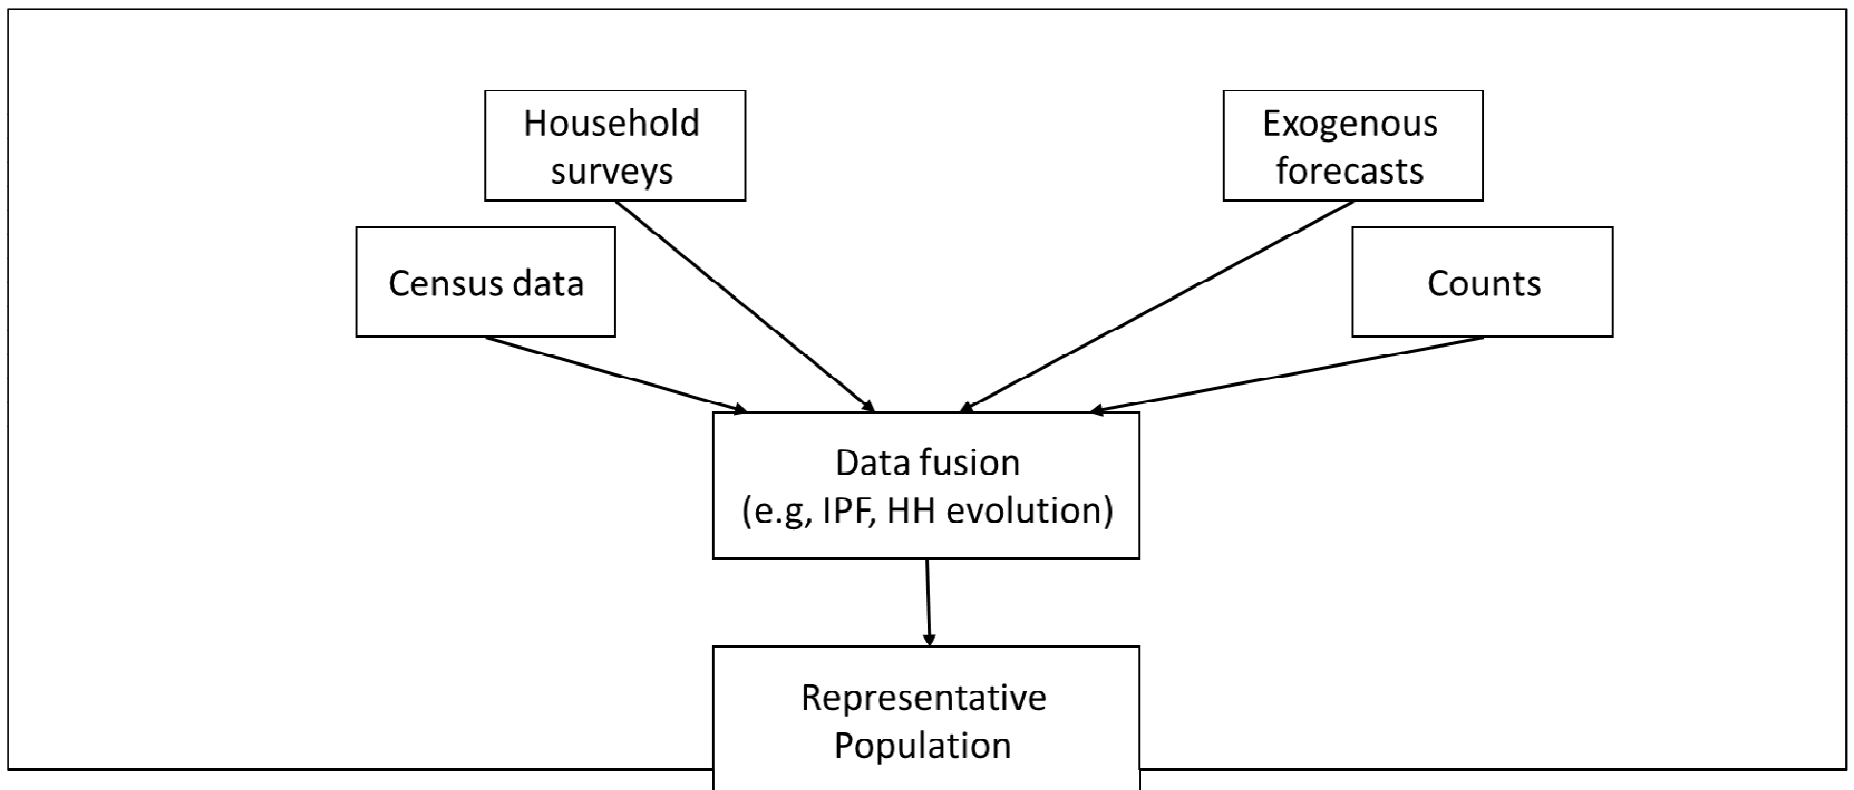 Household
surveys
Exogenous
forecasts
Census data
Counts
Data fusion
(e.g, IPF, HH evolution)
Representative
Population